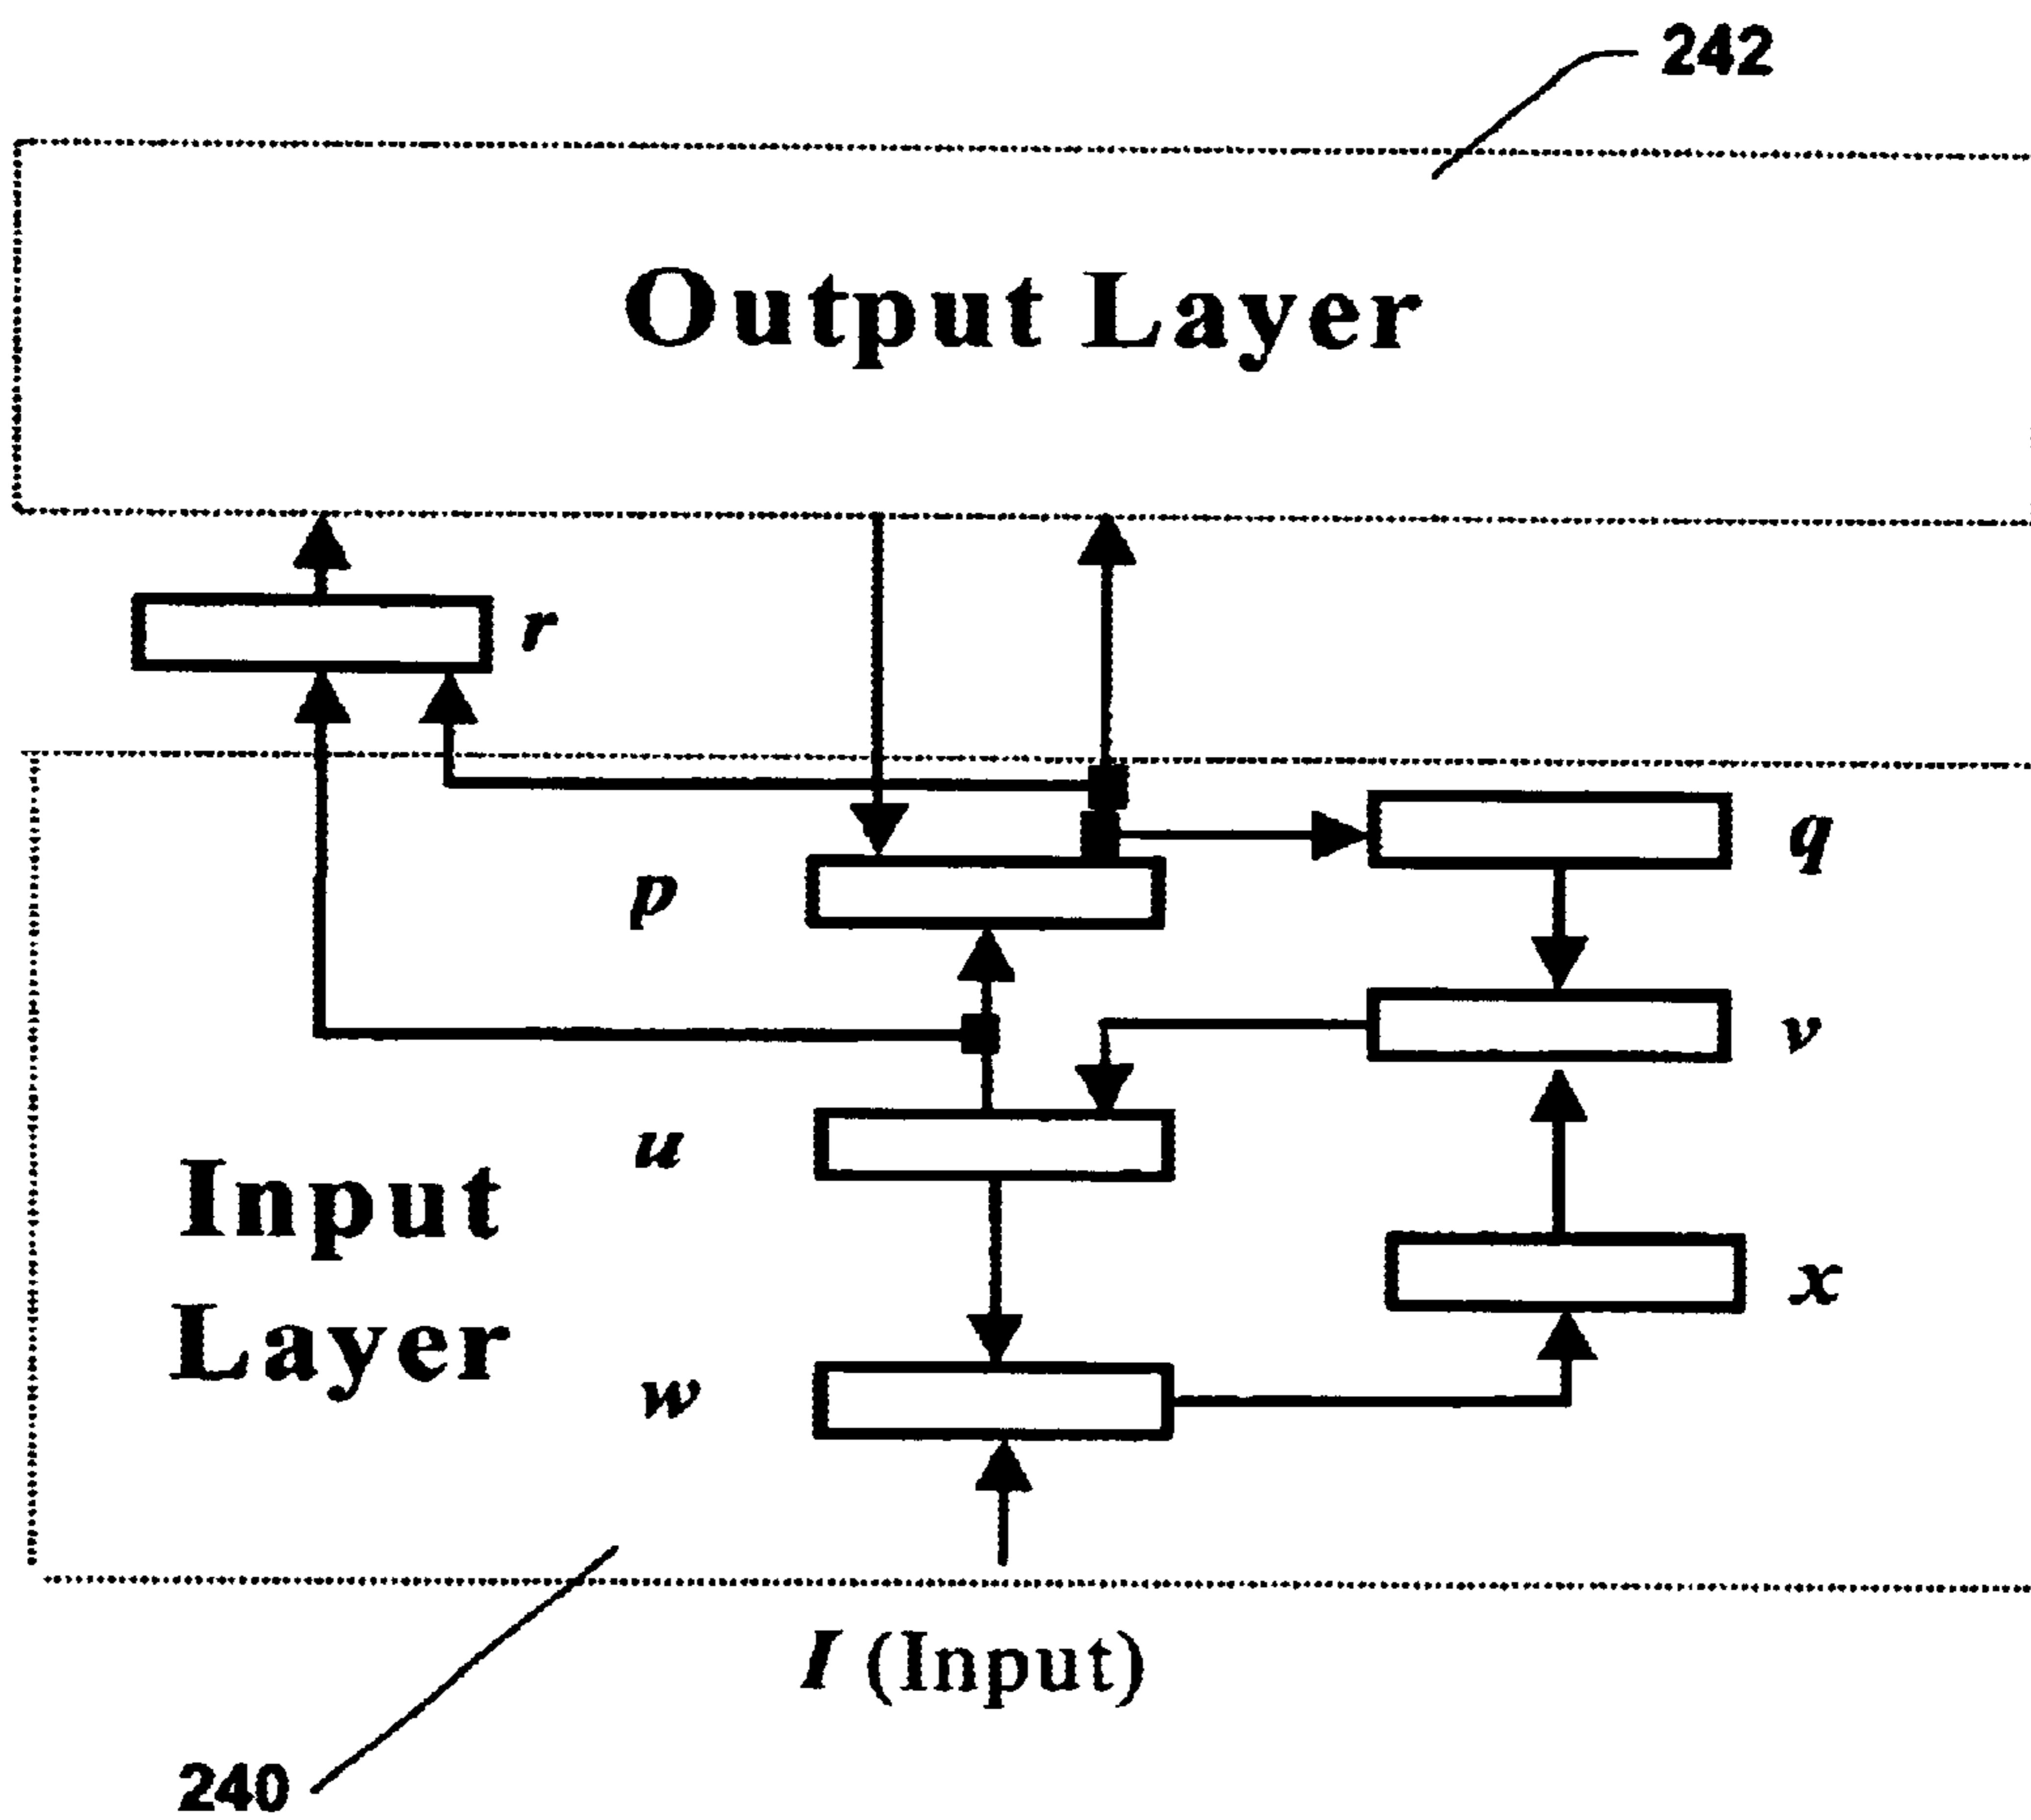 242
Output Layer
r
q
p
v
u
Input
Layer
x
w
I (Input)
240